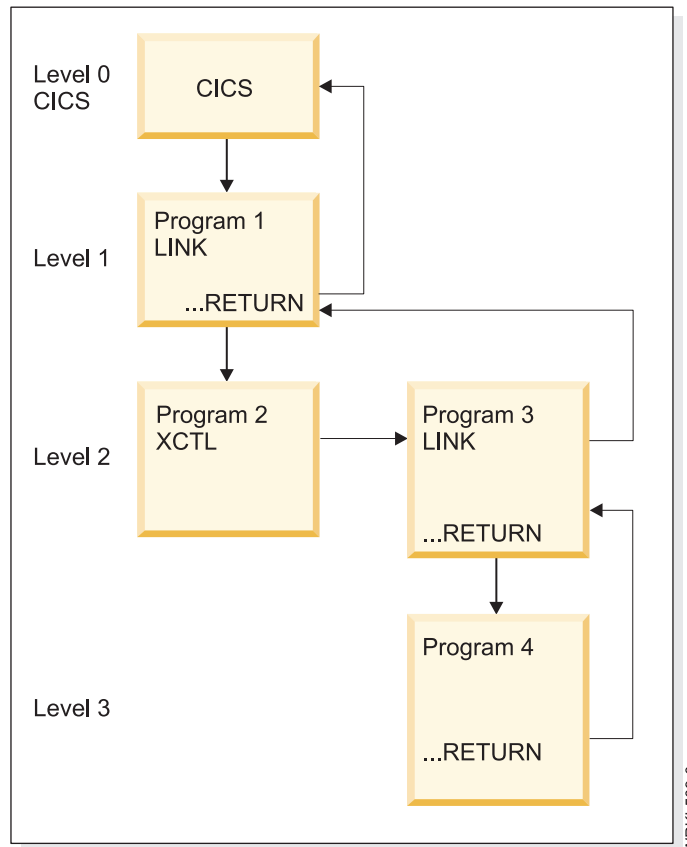 Level 0
CICS
CICS
Program 1
LINK
...RETURN
Level 1
Program 2
XCTL
Program 3
LINK
...RETURN
Level 2
Program 4
...RETURN
Level 3